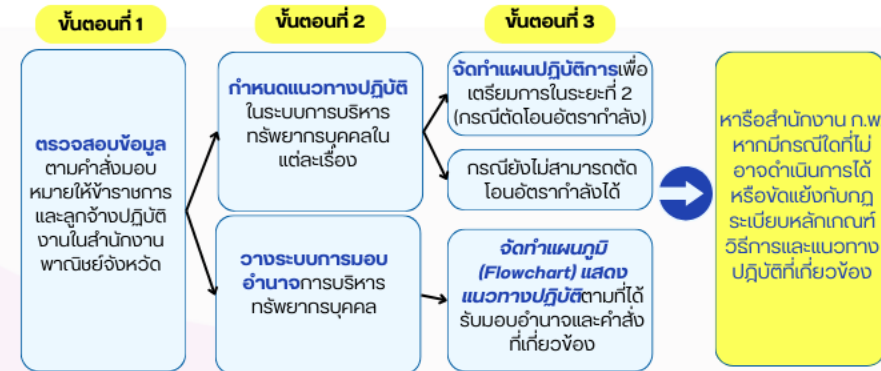 ขั้นตอนที่ 1
ขั้นตอนที่ 2
ขั้นตอนที่ 3
ตรวจสอบข้อมูล
ตามคำสั่งมอบ
หมายให้ข้าราชการ
และลูกจ้างปฏิบัติ
งานในสำนักงาน
พาณิชย์จังหวัด
กำหนดแนวทางปฏิบัติ
ในระบบการบริหาร
ทรัพยากรบุคคลใน
แต่ละเรื่อง
วางระบบการมอบ
อำนาจการบริหาร
ทรัพยากรบุคคล
จัดทำแผนปฏิบัติการเพื่อ
เตรียมการในระยะที่ 2
(กรณีตัดโอนอัตรากำลัง)
กรณียังไม่สามารถตัด
โอนอัตรากำลังได้
จัดทำแผนภูมิ
(Flowchart) แสดง
แนวทางปฏิบัติตามที่ได้
รับมอบอำนาจและคำสั่ง
ที่เกี่ยวข้อง
หารือสำนักงาน ก.พ
หากมีกรณีใดที่ไม่
อาจดำเนินการได้
หรือขัดแย้งกับกฎ
ระเบียบหลักเกณฑ์
วิธีการและแนวทาง
ปฏิบัติที่เกี่ยวข้อง